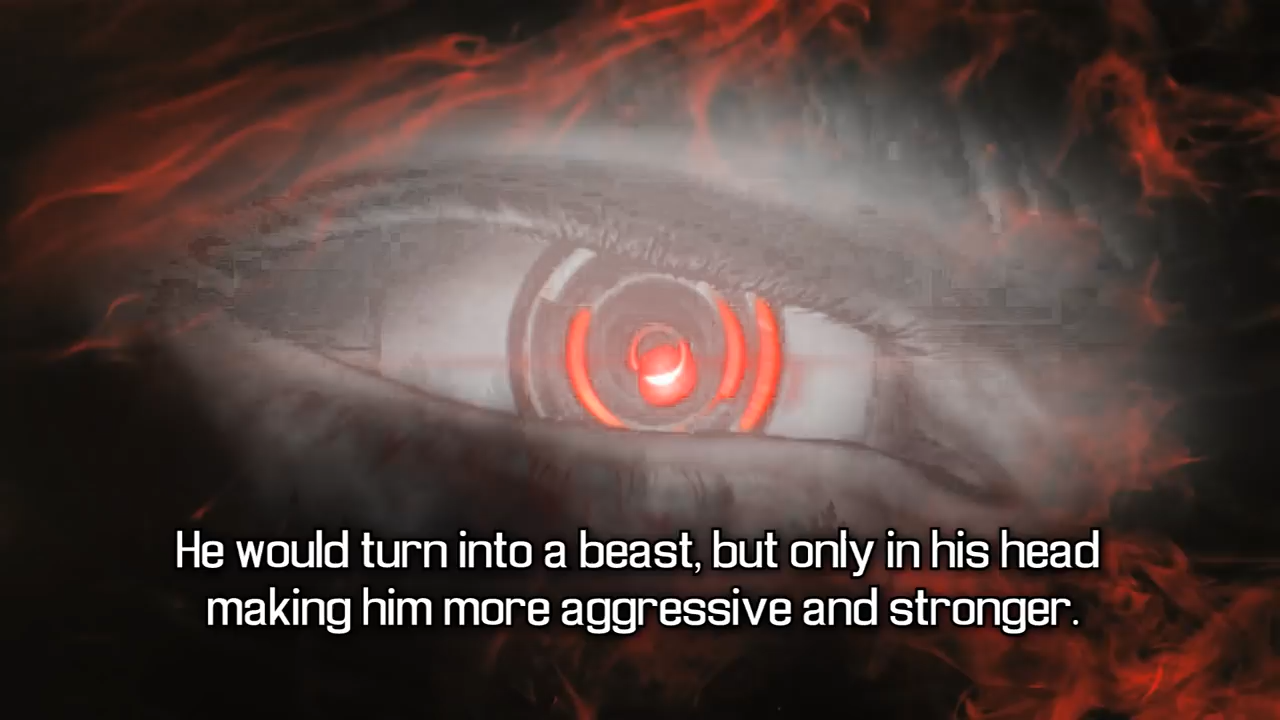 He would turn into a beast, but only in his head
making him more aggressive and stronger.